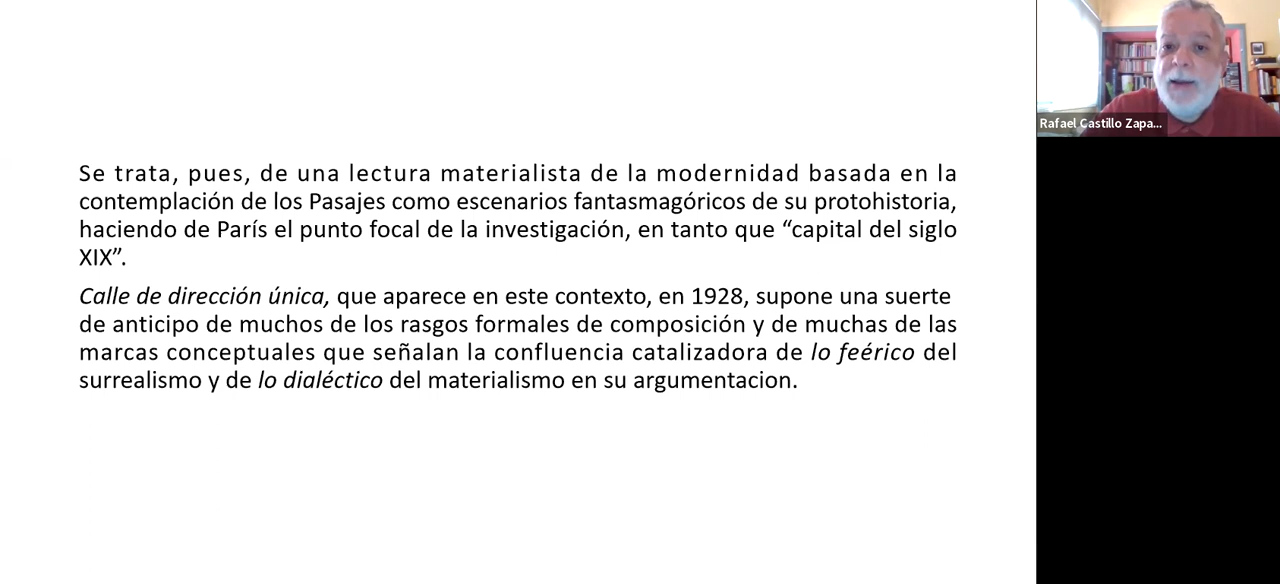 Se trata, pues, de una lectura materialista de la modernidad basada en la
contemplación de los Pasajes como escenarios fantasmagóricos de su protohistoria,
haciendo de París el punto focal de la investigación, en tanto que “capital del siglo
XIX”.
Calle de dirección única, que aparece en este contexto, en 1928, supone una suerte
de anticipo de muchos de los rasgos formales de composición y de muchas de las
marcas conceptuales que señalan la confluencia catalizadora de lo feérico del
surrealismo y de lo dialéctico del materialismo en su argumentacion.
Rafael Castillo Zapa...